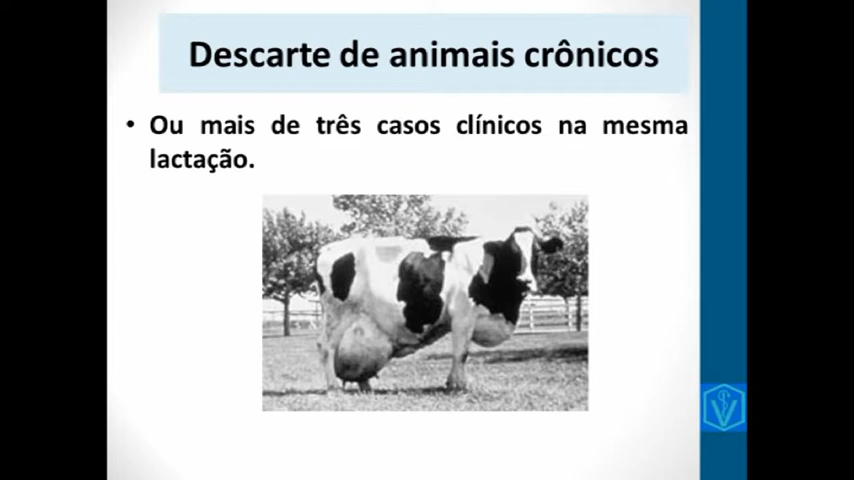 Descarte de animais crônicos
• Ou mais de três casos clínicos na mesma
lactação.